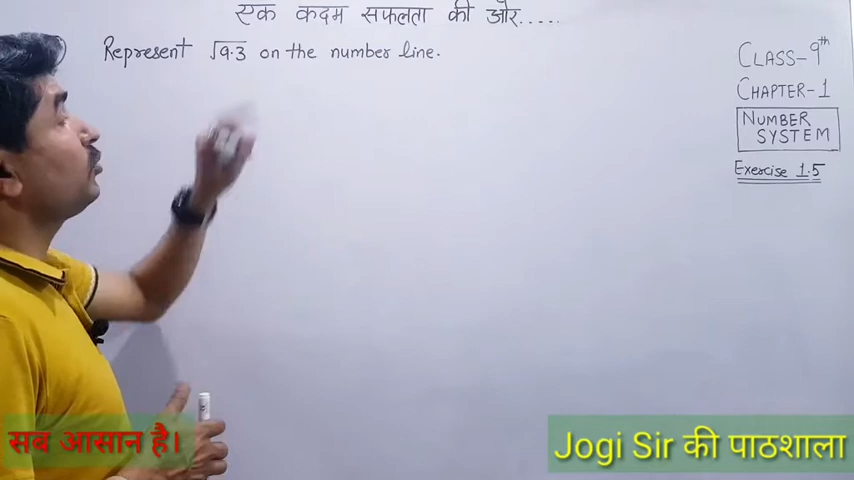 एक कदम सफलता की ओर.....
Represent √9.3 on the number line.
CLASS-9th
CHAPTER-1
NUMBER
SYSTEM
Exercise 1.5
सब आसान है।
Jogi Sir की पाठशाला